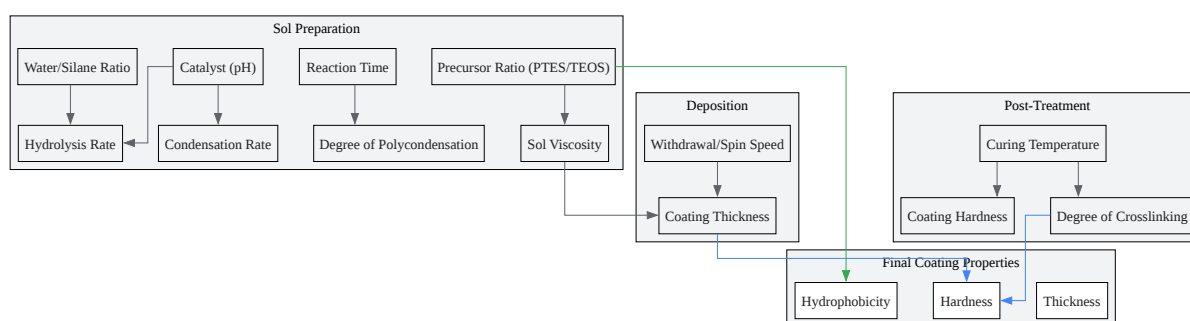 Sol Preparation
Water/Silane Ratio
Catalyst (pH)
Reaction Time
Precursor Ratio (PTES/TEOS)
Hydrolysis Rate
Condensation Rate
Degree of Polycondensation
Sol Viscosity
Deposition
Withdrawal/Spin Speed
Coating Thickness
Post-Treatment
Curing Temperature
Coating Hardness
Degree of Crosslinking
Final Coating Properties
Hydrophobicity
Hardness
Thickness